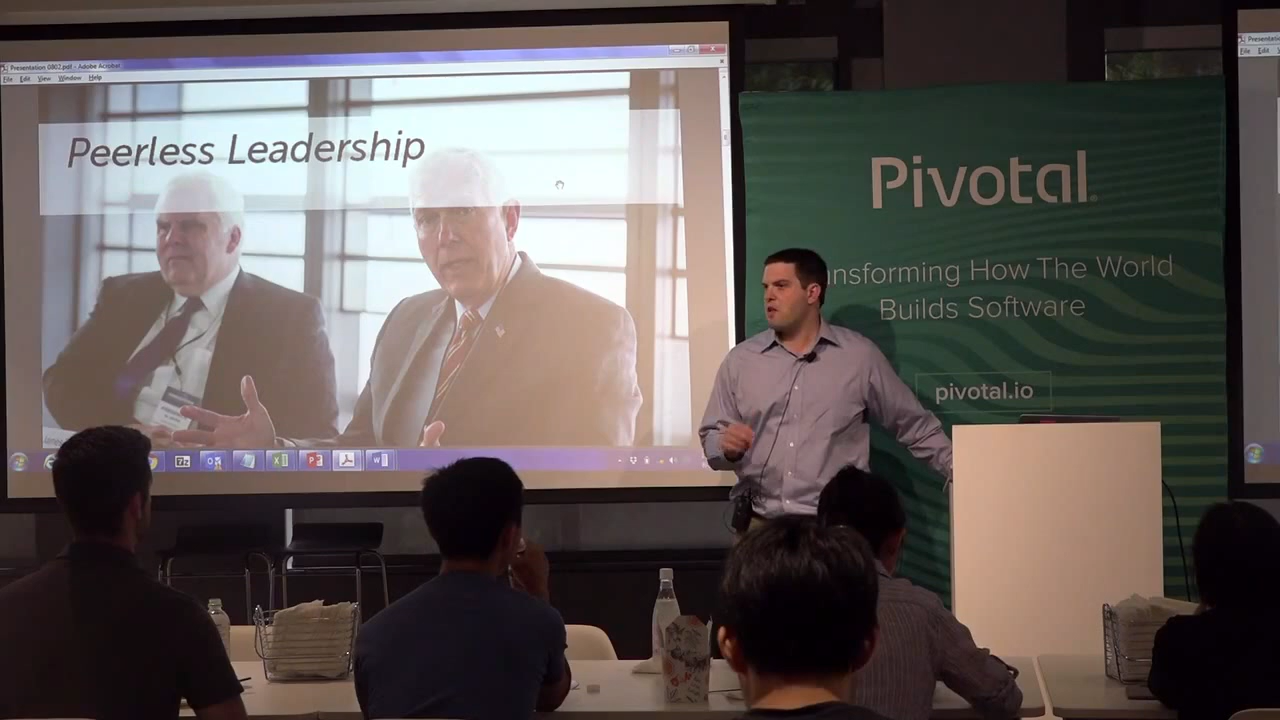 Presentation 0802.pdf - Adobe Acrobat
File Edit View Window Help
Peerless Leadership
Pivotal
ansforming How The World
Builds Software
pivotal.io